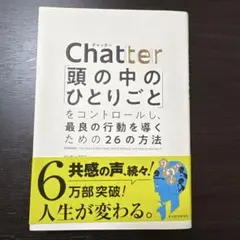 チャッター
Chatter
「頭の中の
ひとりごと」
をコントロールし、
最良の行動を導く
ための26の方法
共感の声、続々!
6万部突破!
人生が変わる。